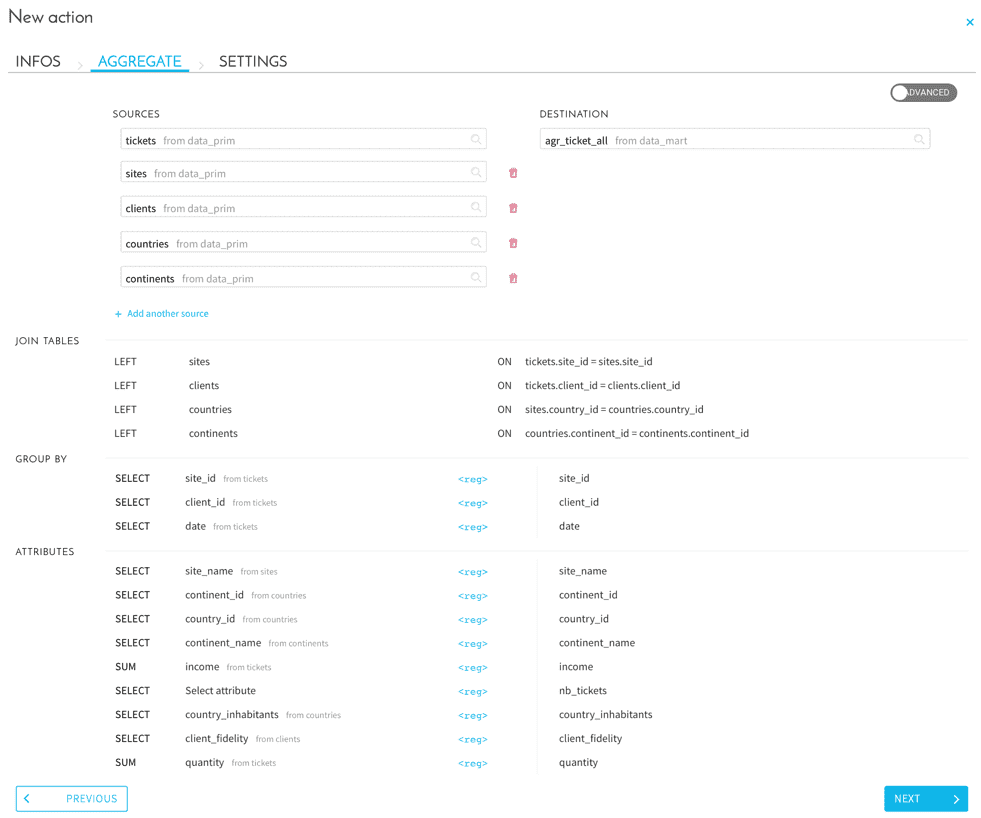 New action
INFOS AGGREGATE SETTINGS
ADVANCED
SOURCES DESTINATION
tickets from data_prim agr_ticket_all from data_mart
sites from data_prim
clients from data_prim
countries from data_prim
continents from data_prim
+ Add another source
JOIN TABLES
LEFT sites ON tickets.site_id = sites.site_id
LEFT clients ON tickets.client_id = clients.client_id
LEFT countries ON sites.country_id = countries.country_id
LEFT continents ON countries.continent_id = continents.continent_id
GROUP BY
SELECT site_id from tickets <reg> site_id
SELECT client_id from tickets <reg> client_id
SELECT date from tickets <reg> date
ATTRIBUTES
SELECT site_name from sites <reg> site_name
SELECT continent_id from countries <reg> continent_id
SELECT country_id from countries <reg> country_id
SELECT continent_name from continents <reg> continent_name
SUM income from tickets <reg> income
SELECT Select attribute <reg> nb_tickets
SELECT country_inhabitants from countries <reg> country_inhabitants
SELECT client_fidelity from clients <reg> client_fidelity
SUM quantity from tickets <reg> quantity
PREVIOUS NEXT